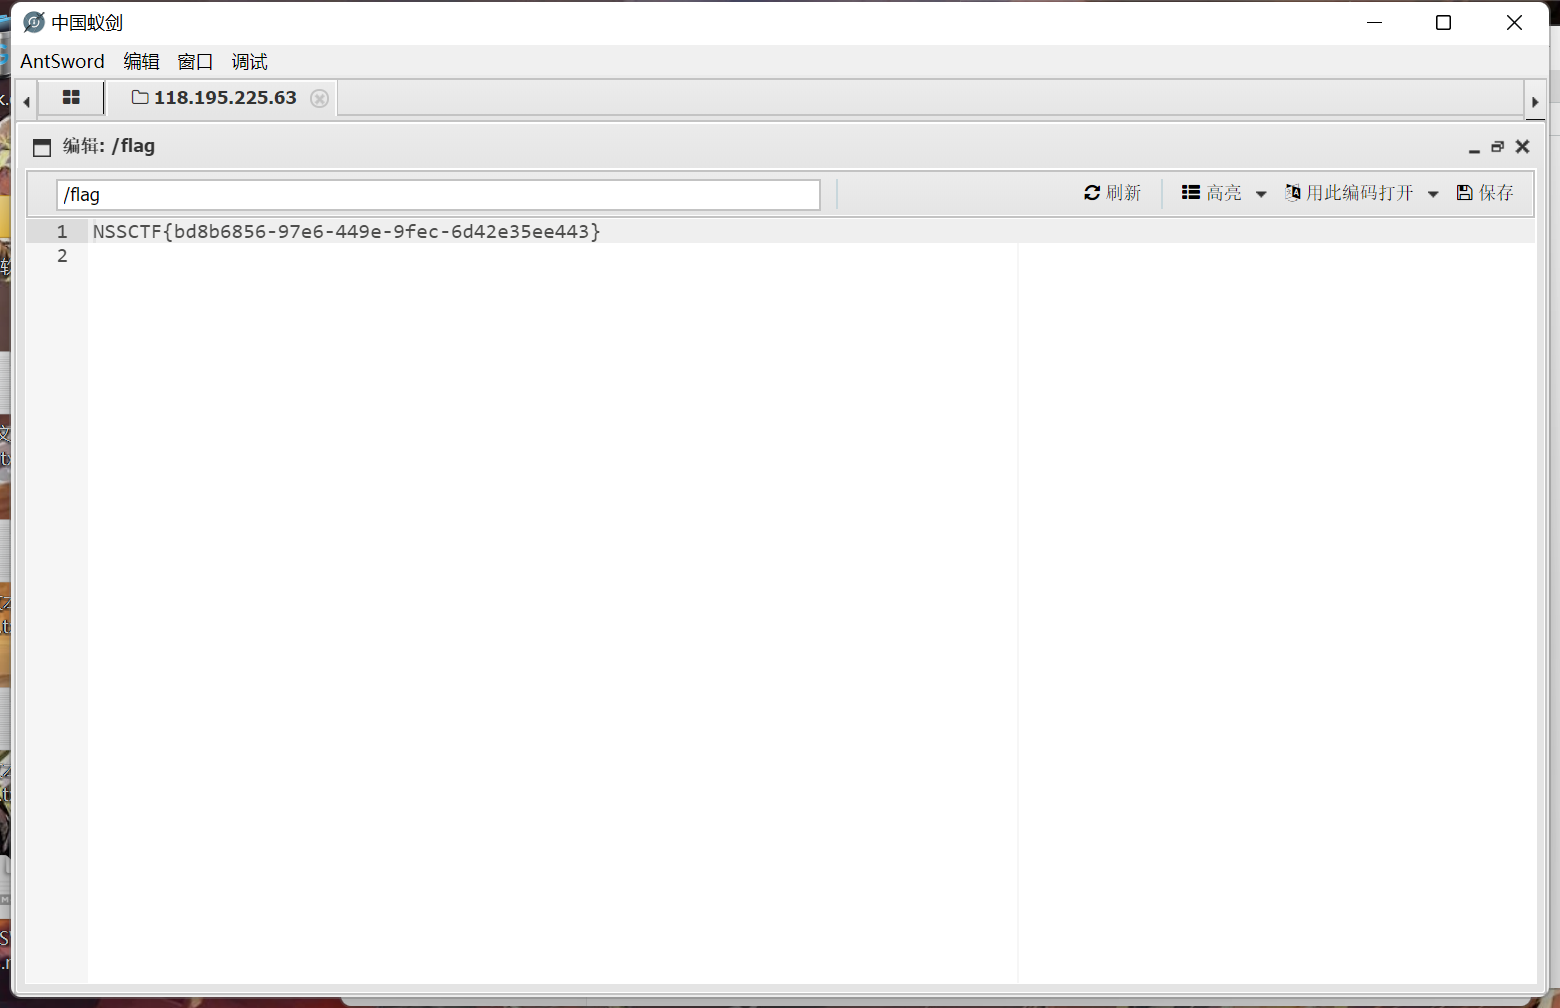 中国蚁剑
AntSword 编辑 窗口 调试
118.195.225.63
编辑: /flag
/flag 刷新 高亮 用此编码打开 保存
1 NSSCTF{bd8b6856-97e6-449e-9fec-6d42e35ee443}
2